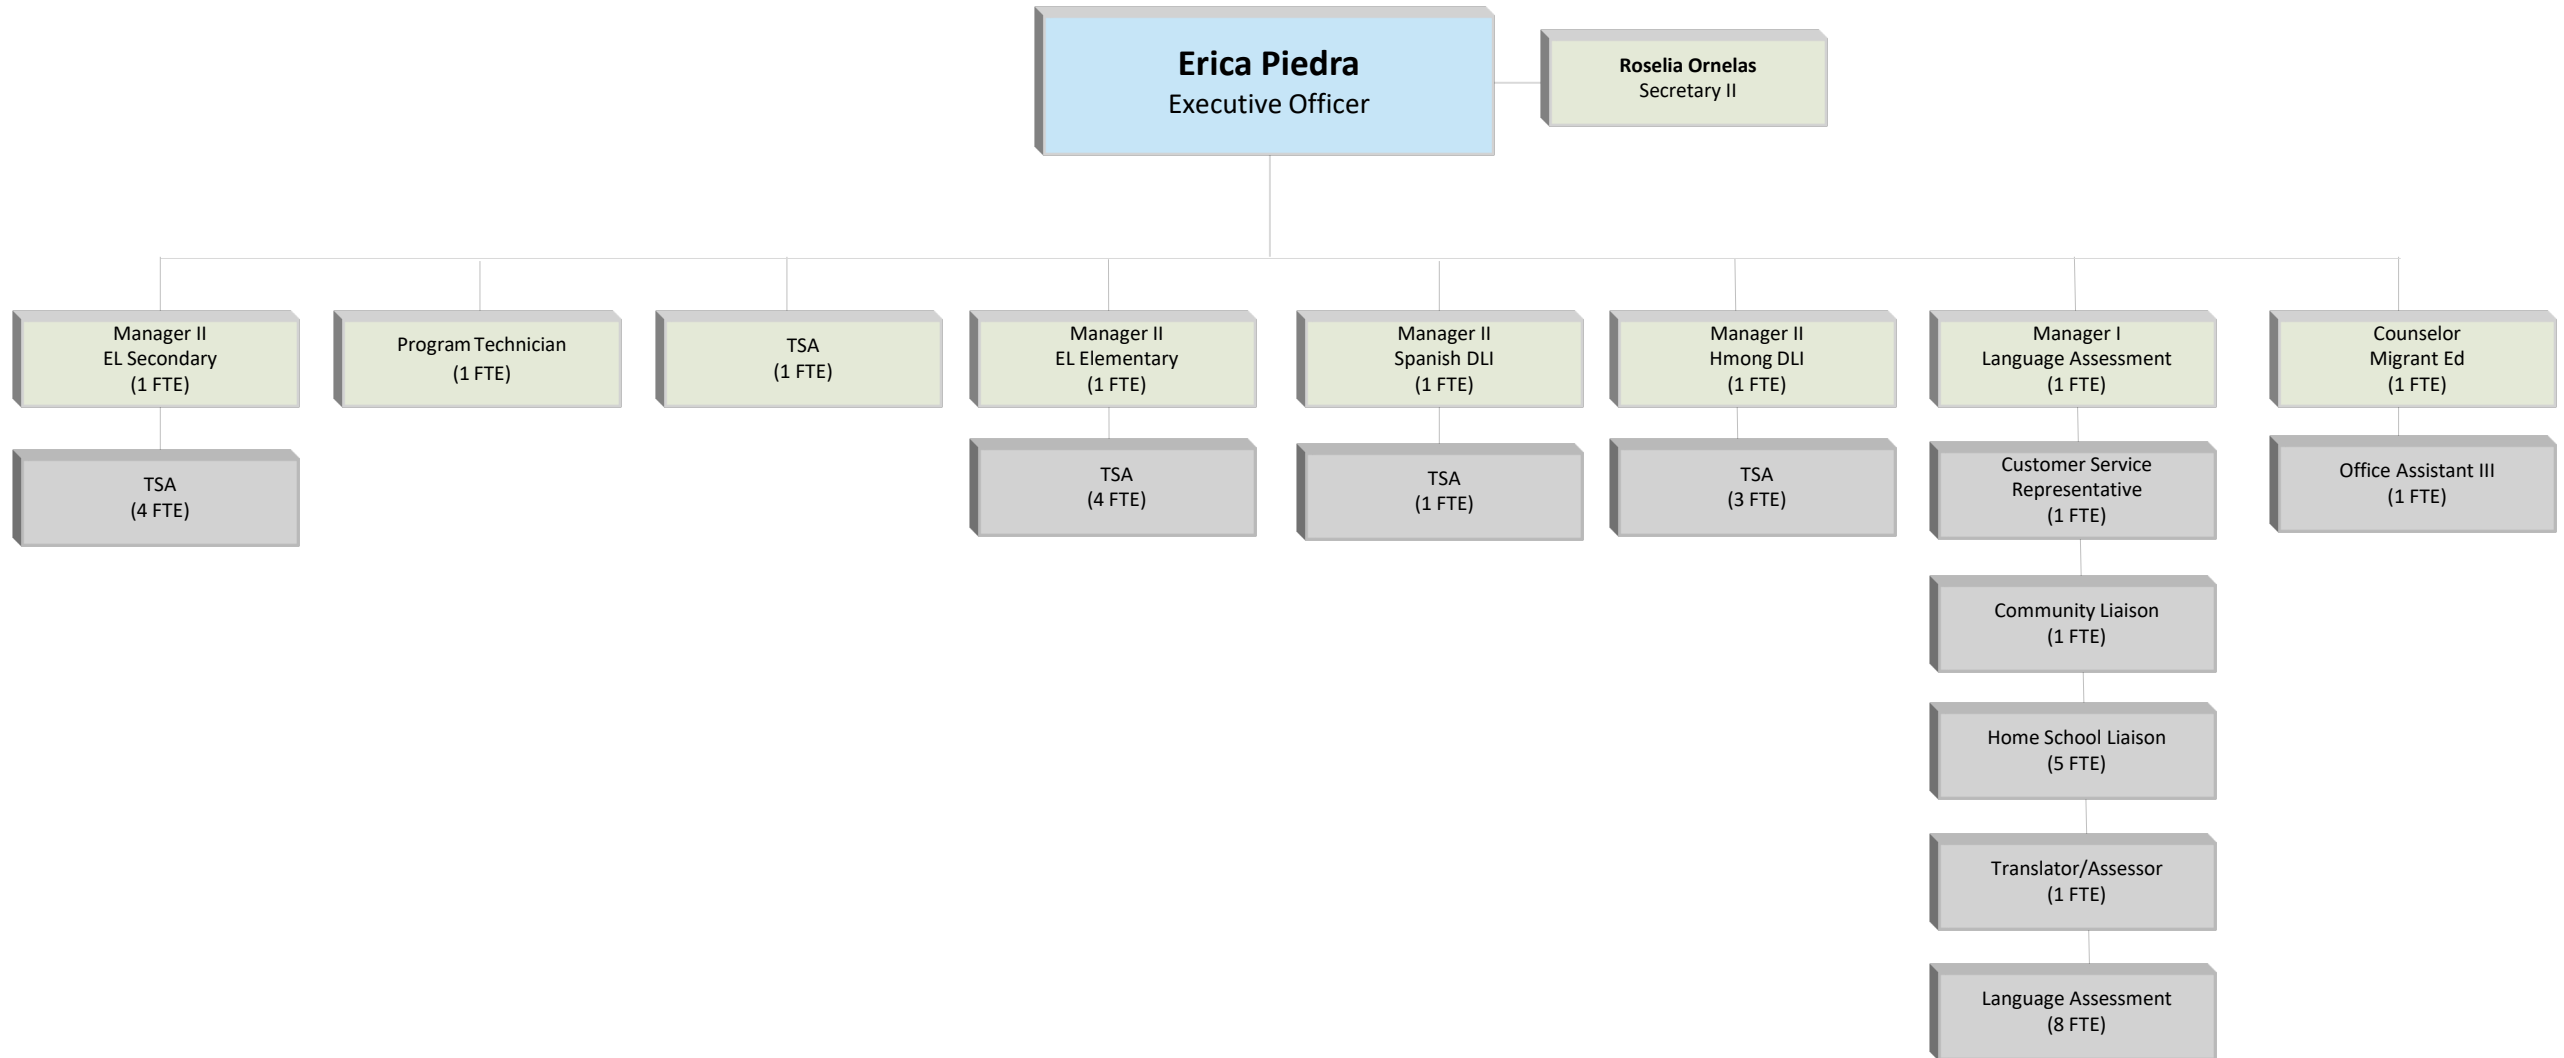 Erica Piedra
Executive Officer
Roselia Ornelas
Secretary II
Manager II
EL Secondary
(1 FTE)
Program Technician
(1 FTE)
TSA
(1 FTE)
Manager II
EL Elementary
(1 FTE)
Manager II
Spanish DLI
(1 FTE)
Manager II
Hmong DLI
(1 FTE)
Manager I
Language Assessment
(1 FTE)
Counselor
Migrant Ed
(1 FTE)
TSA
(4 FTE)
TSA
(4 FTE)
TSA
(1 FTE)
TSA
(3 FTE)
Customer Service
Representative
(1 FTE)
Office Assistant III
(1 FTE)
Community Liaison
(1 FTE)
Home School Liaison
(5 FTE)
Translator/Assessor
(1 FTE)
Language Assessment
(8 FTE)